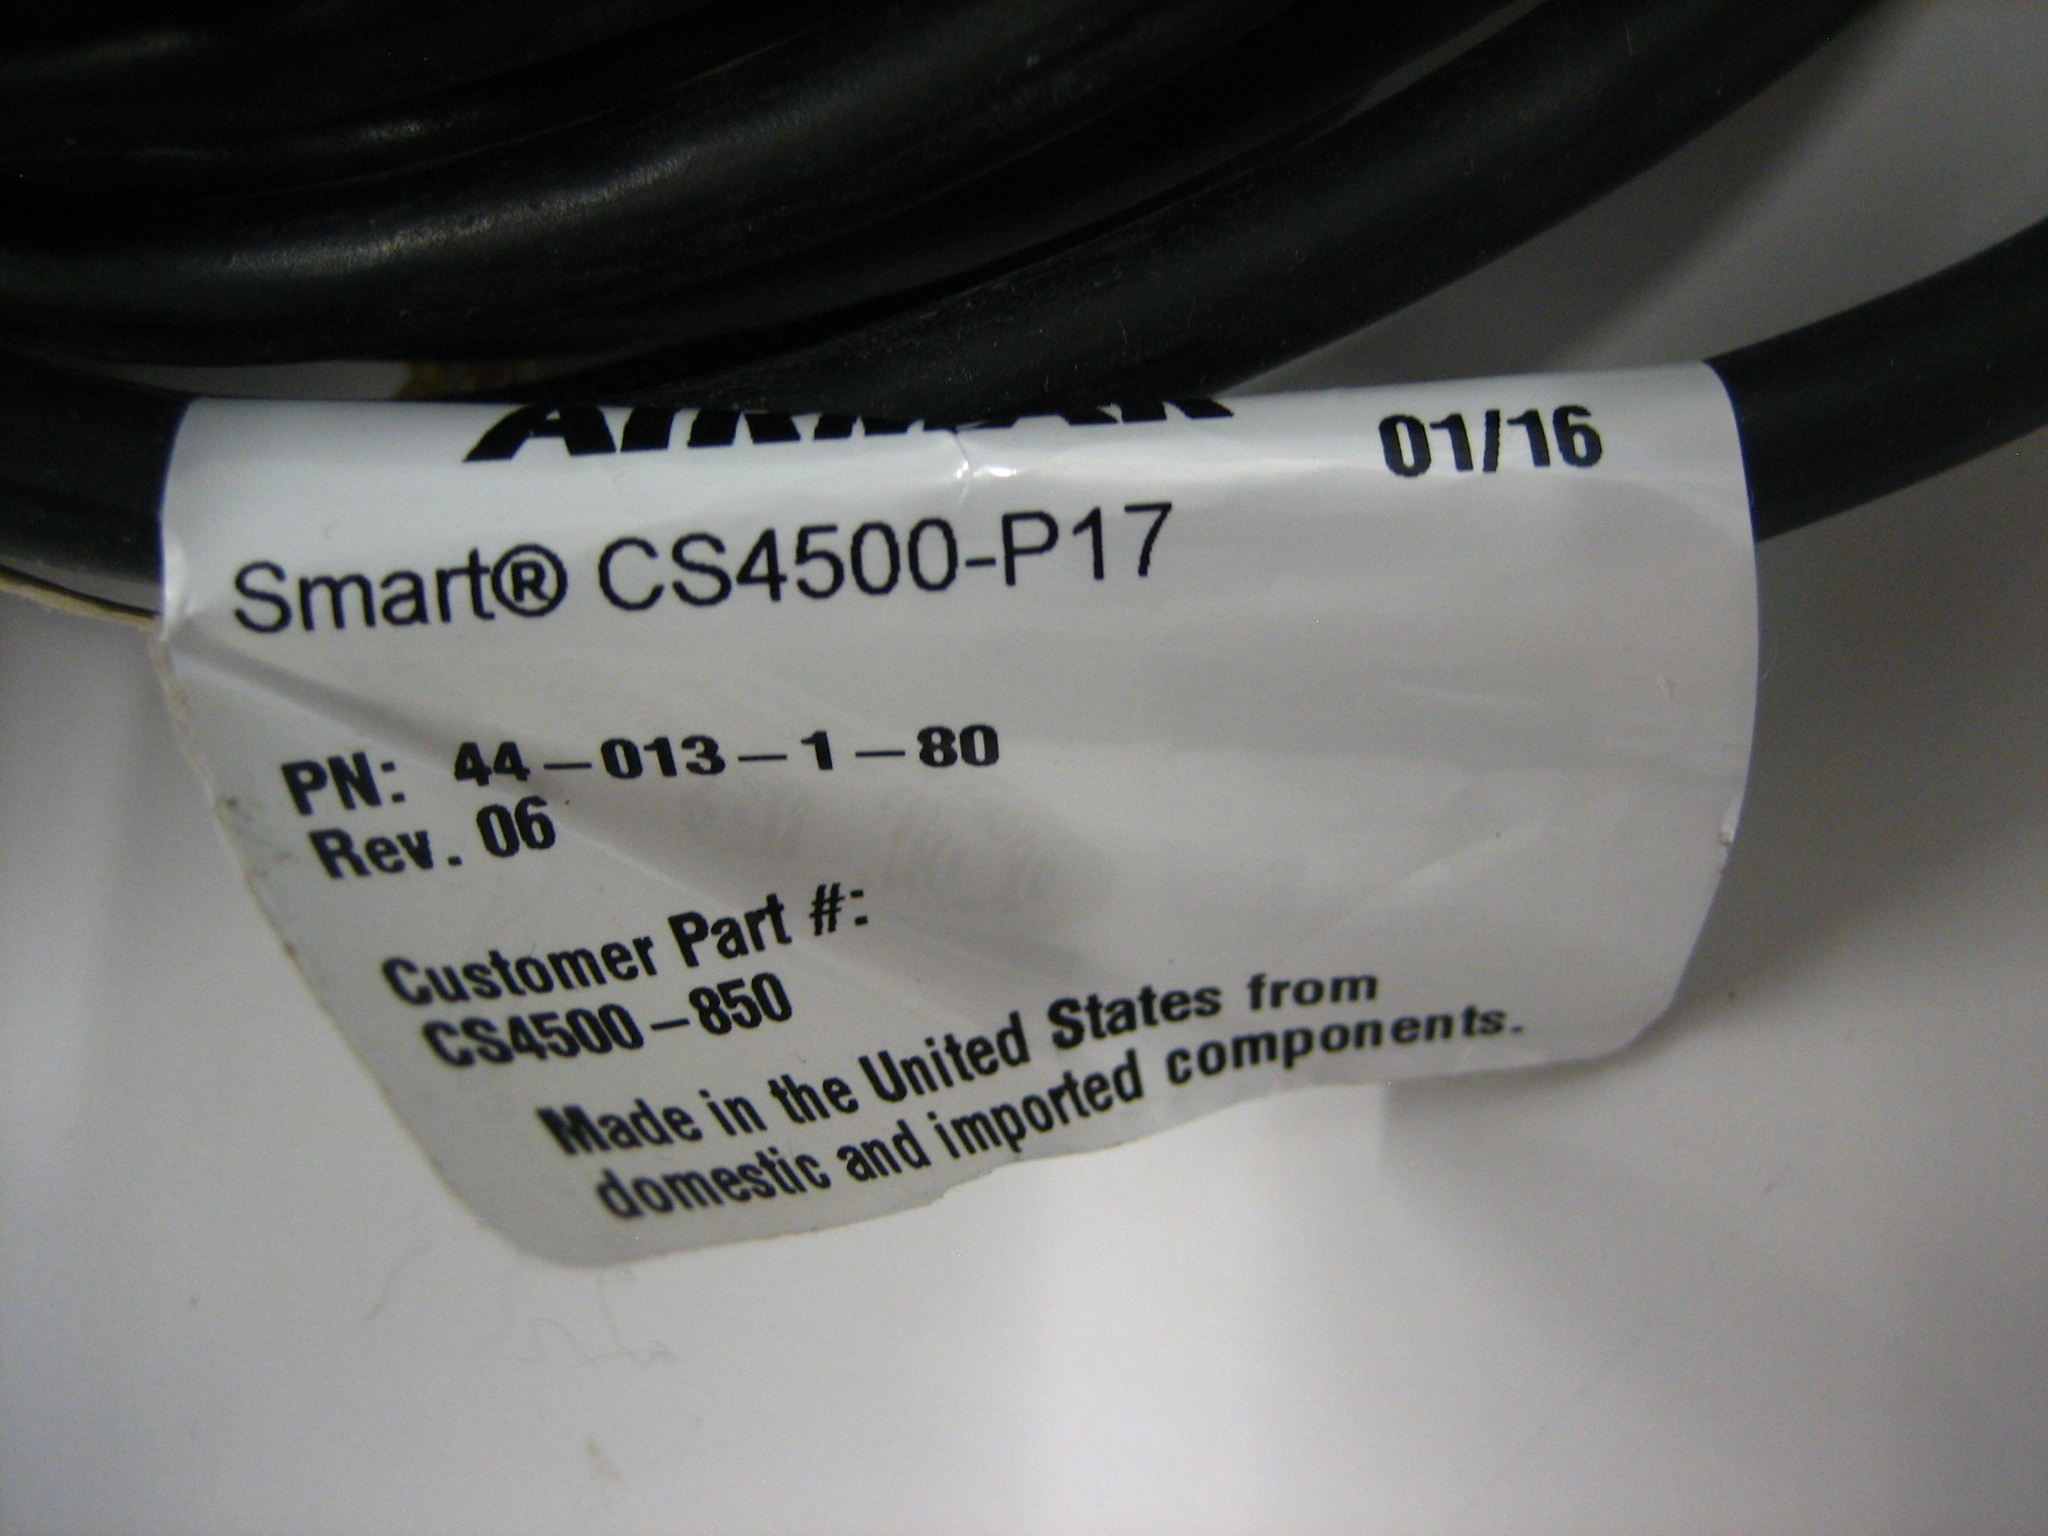 AIRMAR 01/16
Smart® CS4500-P17
PN: 44-013-1-80
Rev. 06
Customer Part #:
CS4500-850
Made in the United States from
domestic and imported components.